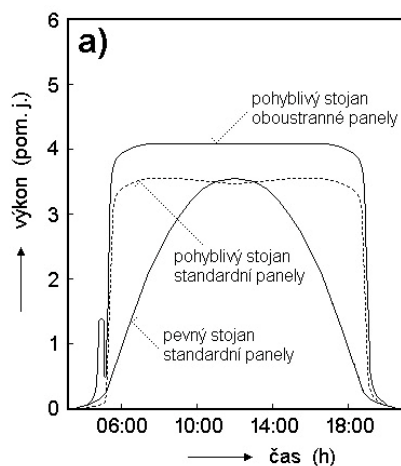 a)
6
5
4
3
2
1
0
výkon (pom. j.)
pohyblivý stojan
oboustranné panely
pohyblivý stojan
standardní panely
pevný stojan
standardní panely
06:00 10:00 14:00 18:00
čas (h)